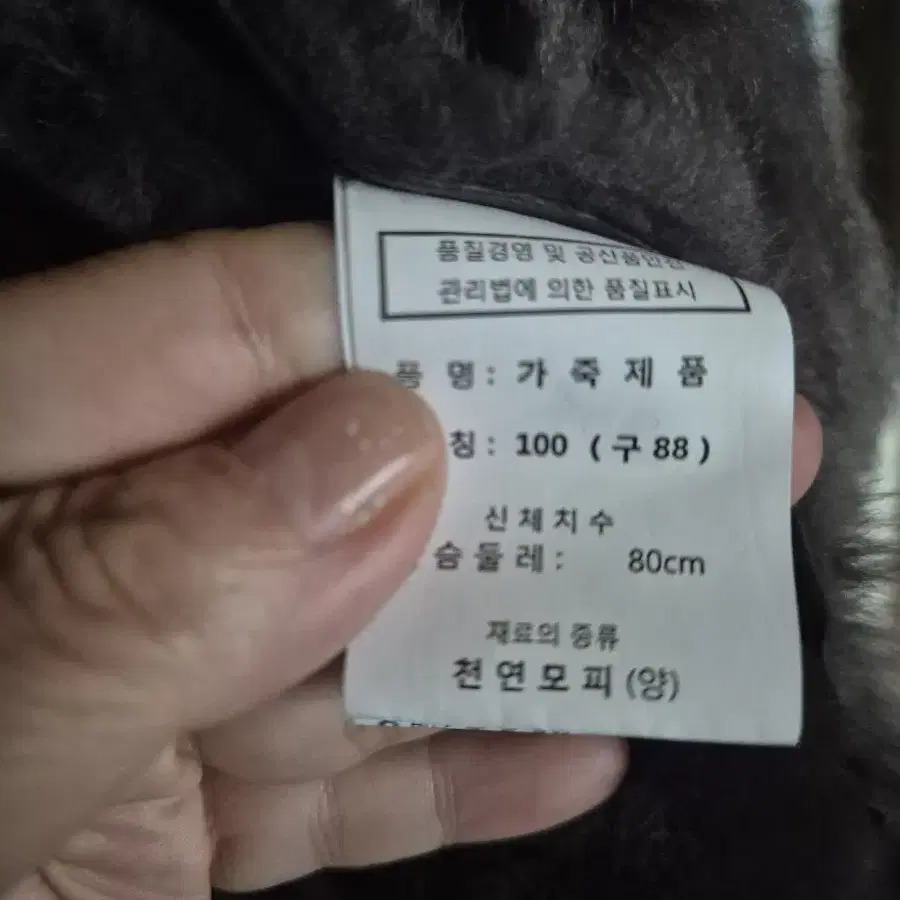 품질경영 및 공산품안전
관리법에 의한 품질표시
품 명 : 가 죽 제 품
칭 : 100 ( 구 88 )
신 체 치 수
슴 둘 레 : 80cm
재료의 종류
천 연 모 피 (양)